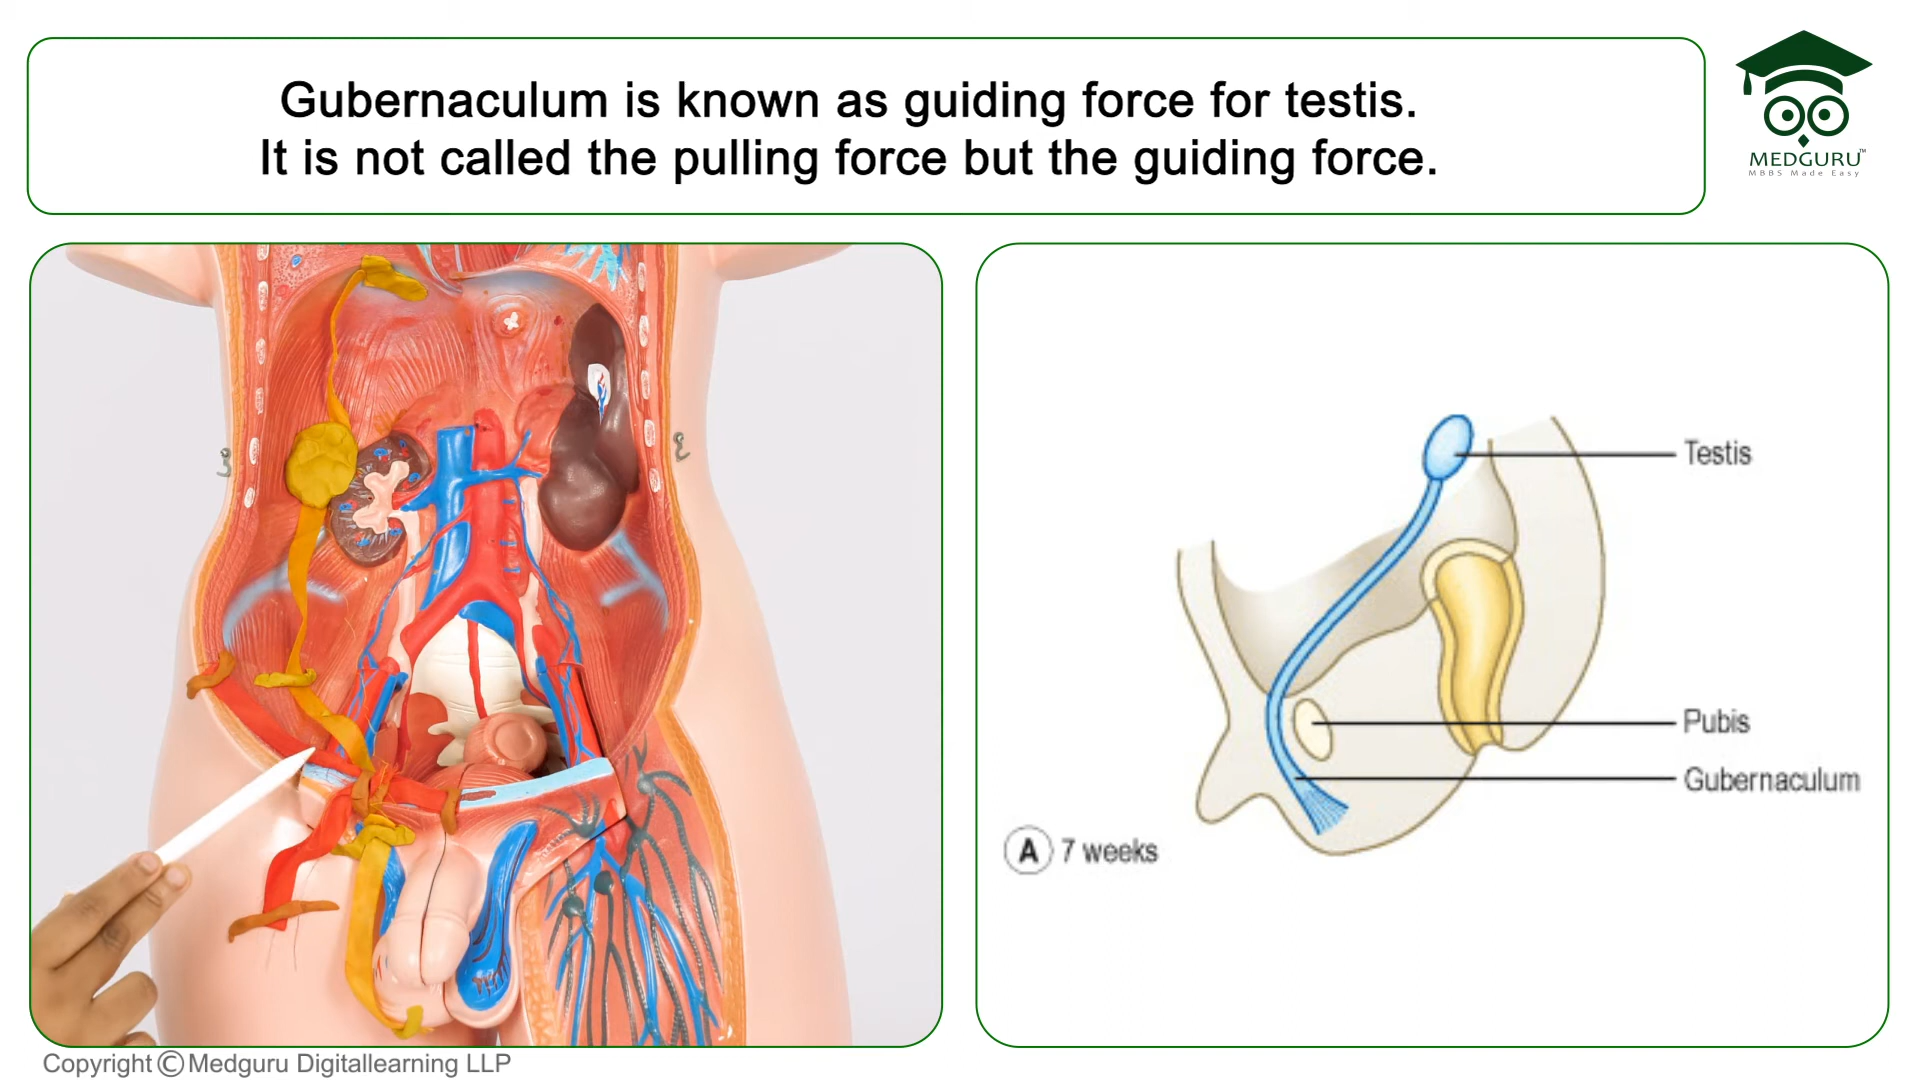 Gubernaculum is known as guiding force for testis.
It is not called the pulling force but the guiding force.
MEDGURU™
MBBS Made Easy
Testis
Pubis
Gubernaculum
A 7 weeks
Copyright © Medguru Digitallearning LLP